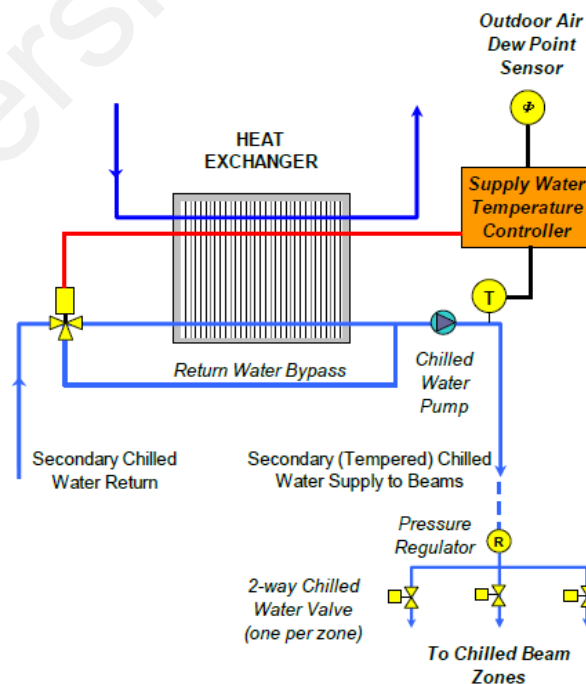 Outdoor Air
Dew Point
Sensor
HEAT
EXCHANGER
Supply Water
Temperature
Controller
T
Return Water Bypass
Chilled
Water
Pump
Secondary Chilled
Water Return
Secondary (Tempered) Chilled
Water Supply to Beams
Pressure
Regulator
R
2-way Chilled
Water Valve
(one per zone)
To Chilled Beam
Zones